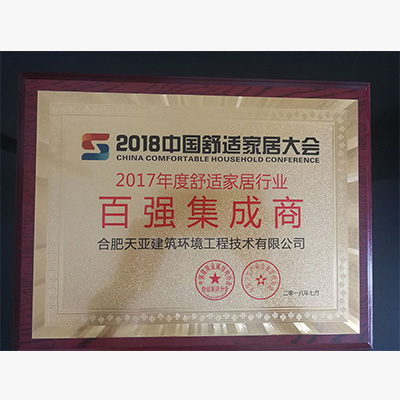 2018中国舒适家居大会
CHINA COMFORTABLE HOUSEHOLD CONFERENCE
2017年度舒适家居行业
百强集成商
合肥天亚建筑环境工程技术有限公司
二零一八年七月